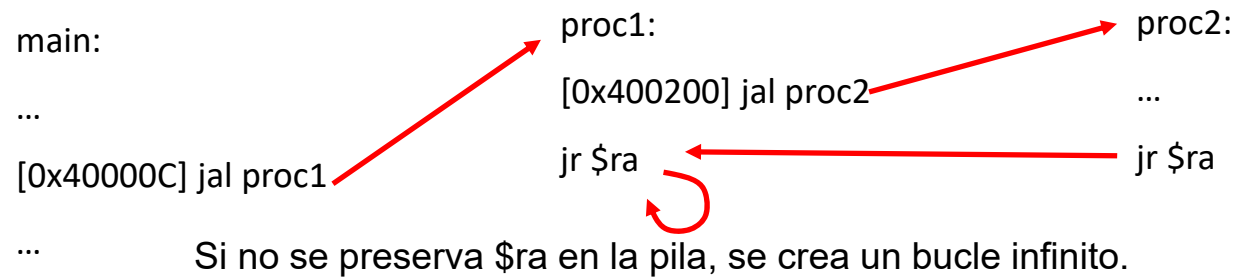 main:
…
[0x40000C] jal proc1
…
proc1:
[0x400200] jal proc2
jr $ra
proc2:
…
jr $ra
Si no se preserva $ra en la pila, se crea un bucle infinito.